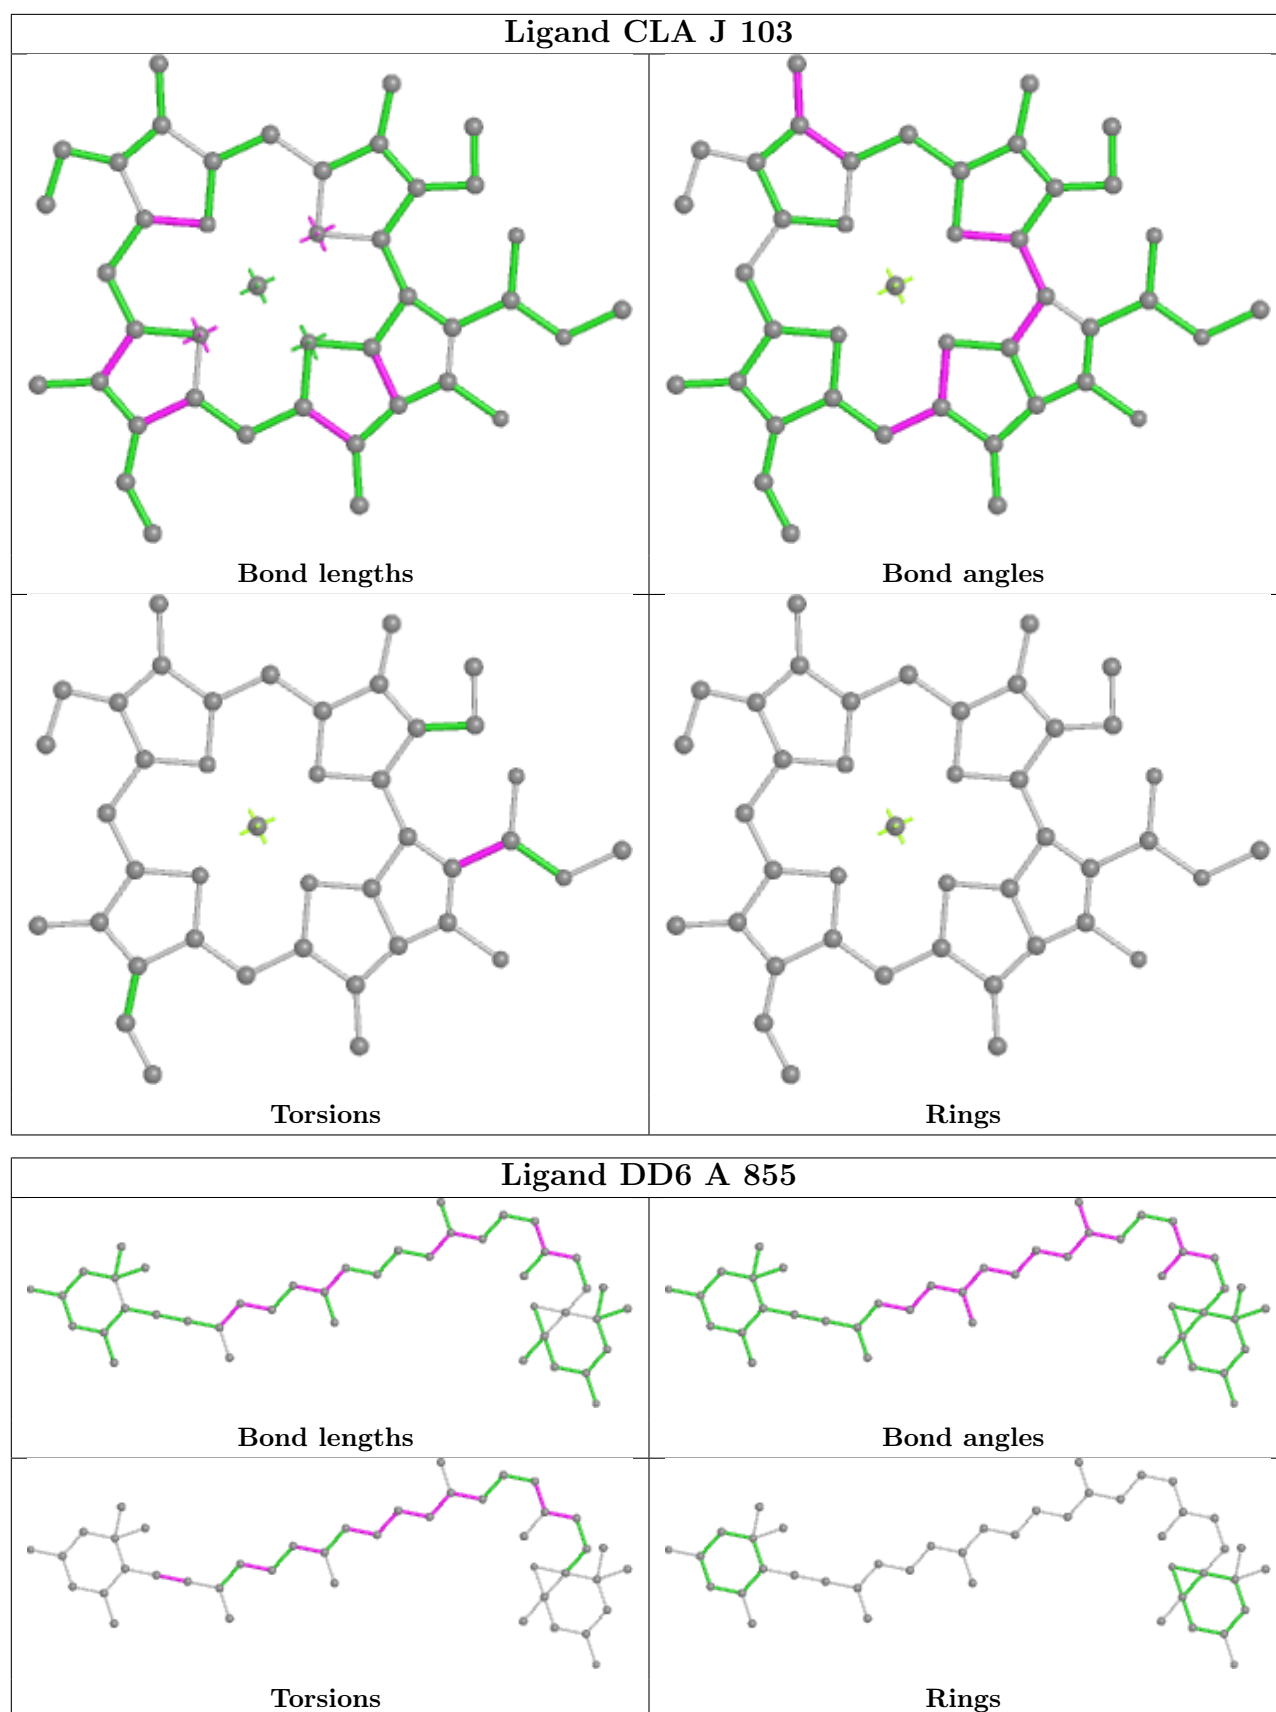 Ligand CLA J 103
Bond lengths
Bond angles
Torsions
Rings
Ligand DD6 A 855
Bond lengths
Bond angles
Torsions
Rings